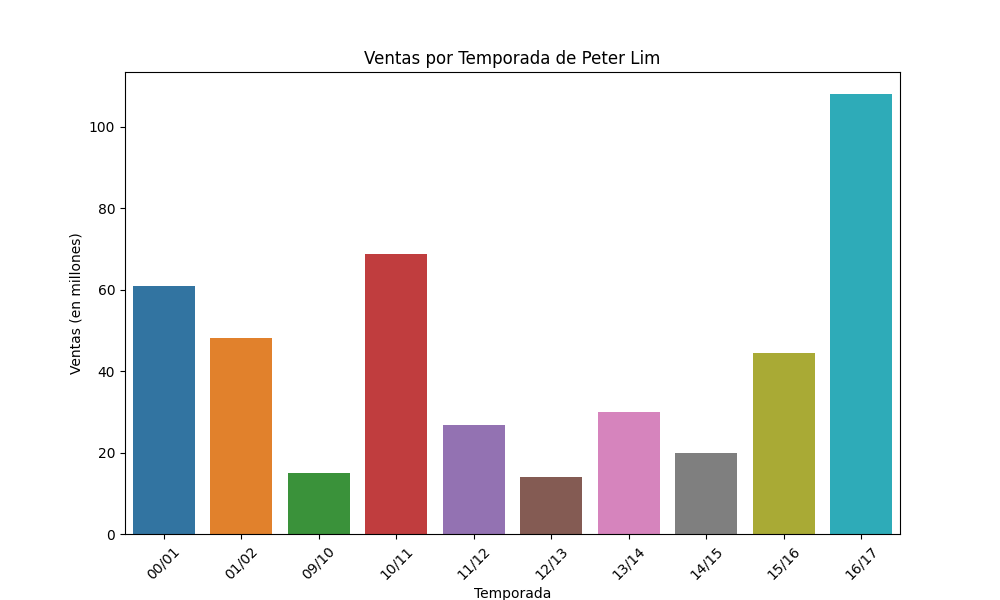 Ventas por Temporada de Peter Lim
Ventas (en millones)
100
80
60
40
20
0
00/01 01/02 09/10 10/11 11/12 12/13 13/14 14/15 15/16 16/17
Temporada